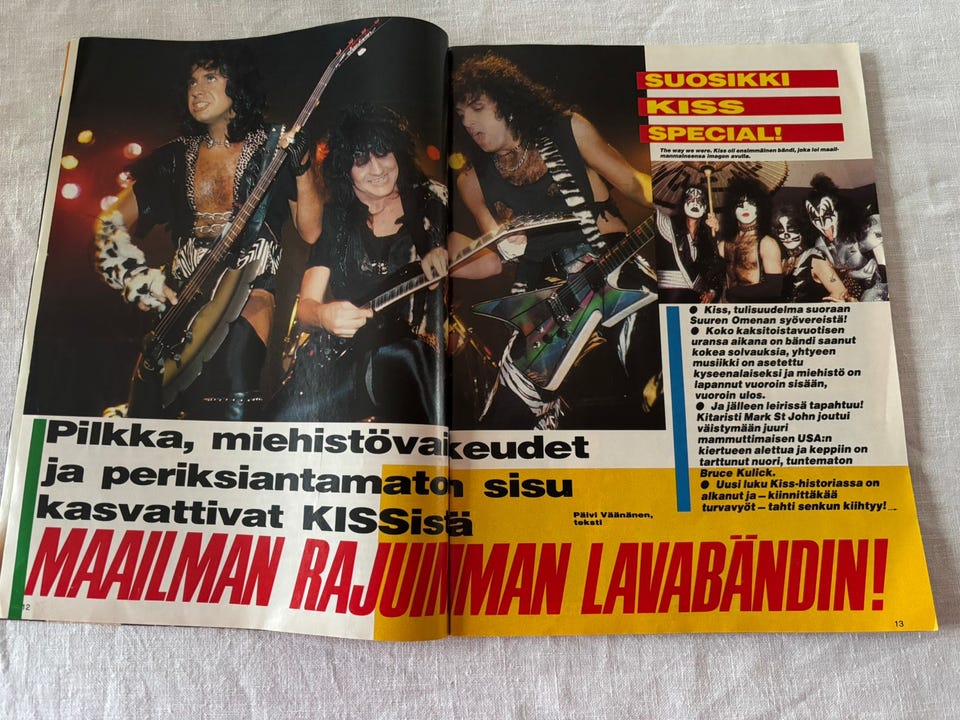 SUOSIKKI
KISS
SPECIAL!
The way we were. Kiss oli ensimmäinen bändi, joka loi maail-
manmainensa imagon avulla.
● Kiss, tulisuudelma suoraan
Suuren Omenan syövereistä!
● Koko kaksitoistavuotisen
uransa aikana on bändi saanut
kokea solvauksia, yhtyeen
musiikki on asetettu
kyseenalaiseksi ja miehistö on
lapannut vuoroin sisään,
vuoroin ulos.
● Ja jälleen leirissä tapahtuu!
Kitaristi Mark St John joutui
väistymään juuri
mammuttimaisen USA:n
kiertueen alettua ja keppiin on
tarttunut nuori, tuntematon
Bruce Kulick.
● Uusi luku Kiss-historiassa on
alkanut ja – kiinnittäkää
turvavyöt – tahti senkun kiihtyy!
Pilkka, miehistövaikeudet
ja periksiantamaton sisu
kasvattivat KISSistä
Päivi Väänänen,
teksti
MAAILMAN RAJUIMMAN LAVABÄNDIN!
12
13